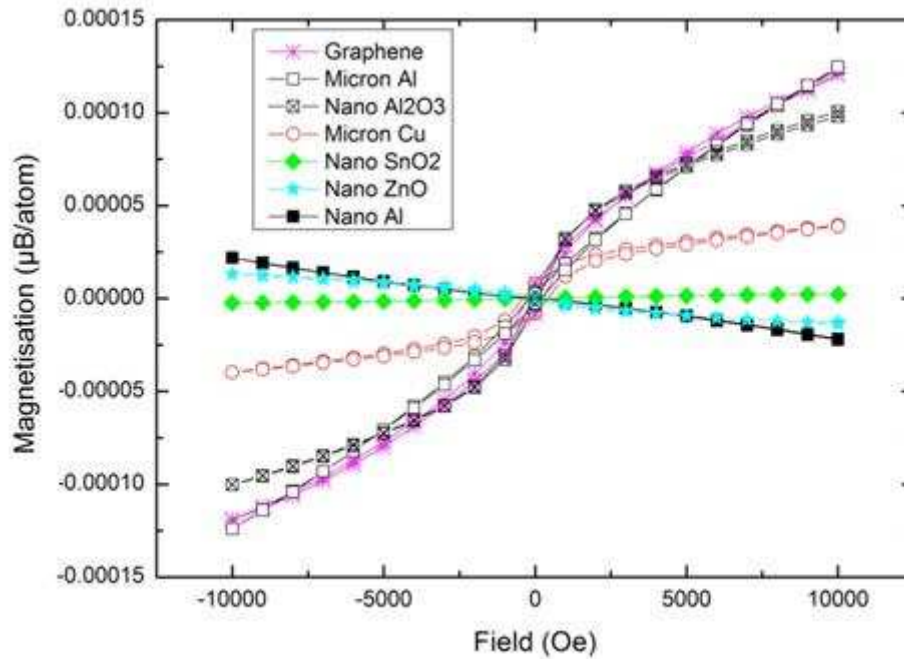 0.00015
0.00010
0.00005
0.00000
-0.00005
-0.00010
-0.00015
Magnetisation (µB/atom)
Graphene
Micron Al
Nano Al2O3
Micron Cu
Nano SnO2
Nano ZnO
Nano Al
-10000
-5000
0
5000
10000
Field (Oe)